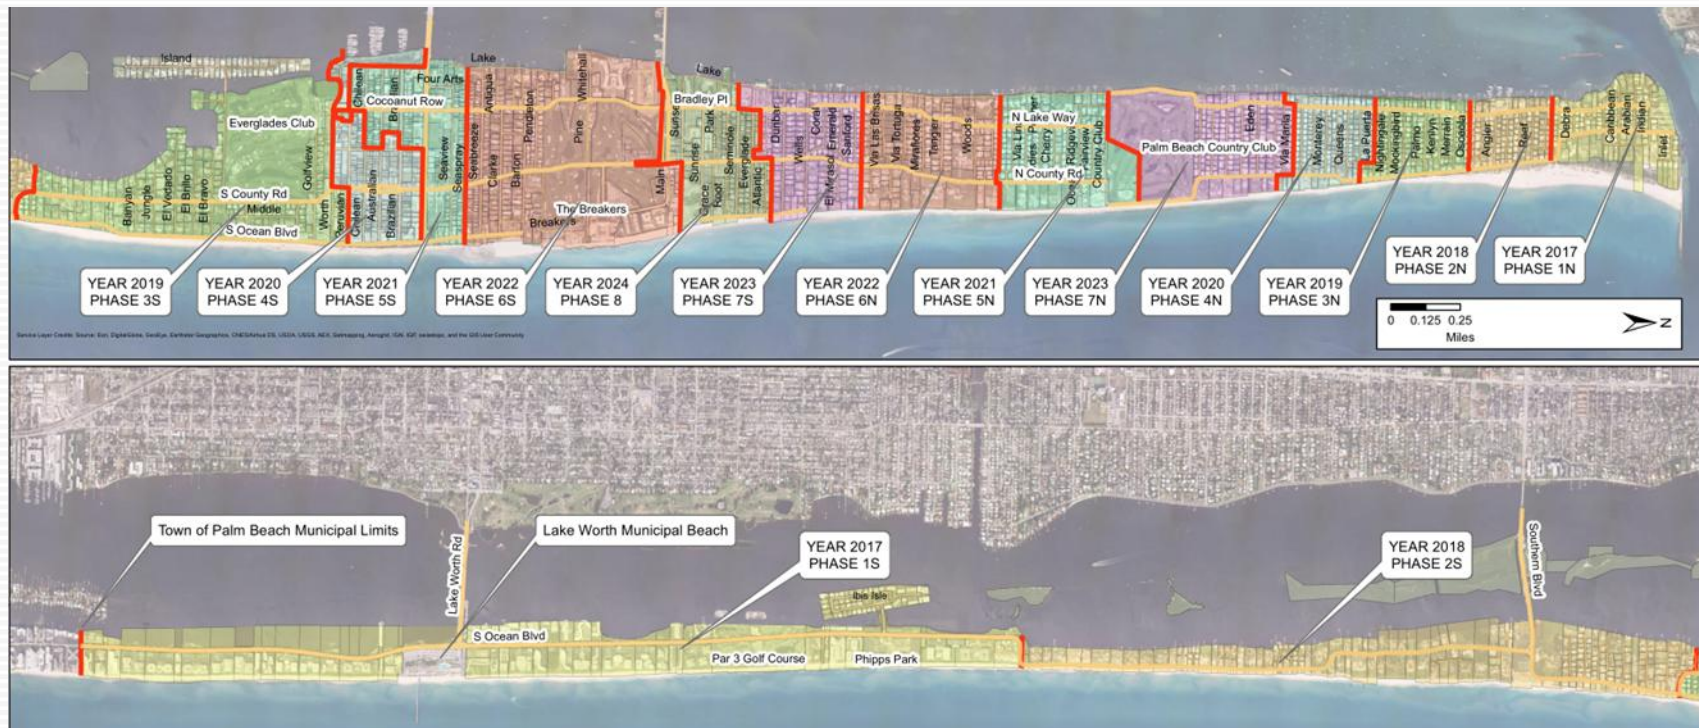 Island
Lake
Lake
Four Arts
Cocoanut Row
Everglades Club
Bradley Pl
N Lake Way
Palm Beach Country Club
N County Rd
S County Rd
Middle
S Ocean Blvd
The Breakers
Breakers
Banyan
Jungle
El Vedado
El Brillo
El Bravo
Golfview
Worth
Peruvian
Chilean
Chilean
Australian
Brazilian
Seaview
Seaspray
Seabreeze
Clarke
Antigua
Barton
Pendleton
Pine
Whitehall
Main
Sunset
Sunrise
Park
Grace
Root
Seminole
Everglade
Atlantic
Dunbar
Wells
Coral
El Mirasol
Emerald
Sanford
Via Las Brisas
Via Tortuga
Miraflores
Tangier
Woods
Cherry
Country Club
Eden
Via Marila
Monterey
Queens
La Puerta
Nightingale
Mockingbird
Palmo
Kenlyn
Merrain
Osceola
Angler
Reef
Debra
Caribbean
Arabian
Indian
Inlet
YEAR 2019
PHASE 3S
YEAR 2020
PHASE 4S
YEAR 2021
PHASE 5S
YEAR 2022
PHASE 6S
YEAR 2024
PHASE 8
YEAR 2023
PHASE 7S
YEAR 2022
PHASE 6N
YEAR 2021
PHASE 5N
YEAR 2023
PHASE 7N
YEAR 2020
PHASE 4N
YEAR 2019
PHASE 3N
YEAR 2018
PHASE 2N
YEAR 2017
PHASE 1N
0 0.125 0.25
Miles
N
Town of Palm Beach Municipal Limits
Lake Worth Rd
Lake Worth Municipal Beach
YEAR 2017
PHASE 1S
YEAR 2018
PHASE 2S
Southern Blvd
Ibis Isle
S Ocean Blvd
Par 3 Golf Course
Phipps Park